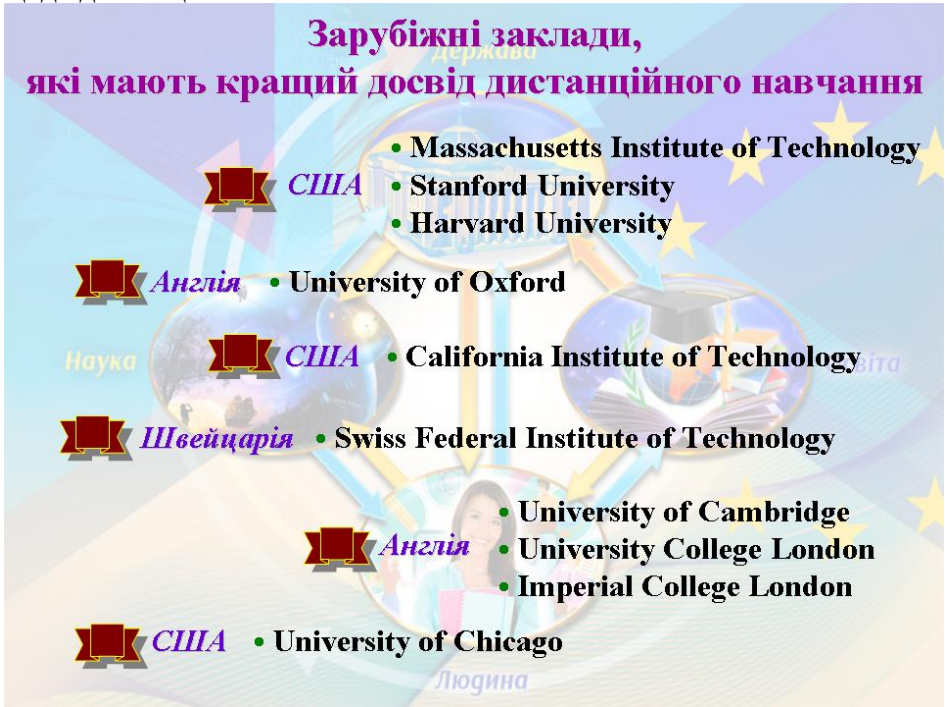 Зарубіжні заклади,
Держава
які мають кращий досвід дистанційного навчання
• Massachusetts Institute of Technology
США • Stanford University
• Harvard University
Англія • University of Oxford
Наука
США • California Institute of Technology
Швейцарія • Swiss Federal Institute of Technology
• University of Cambridge
Англія • University College London
• Imperial College London
США • University of Chicago
Людина